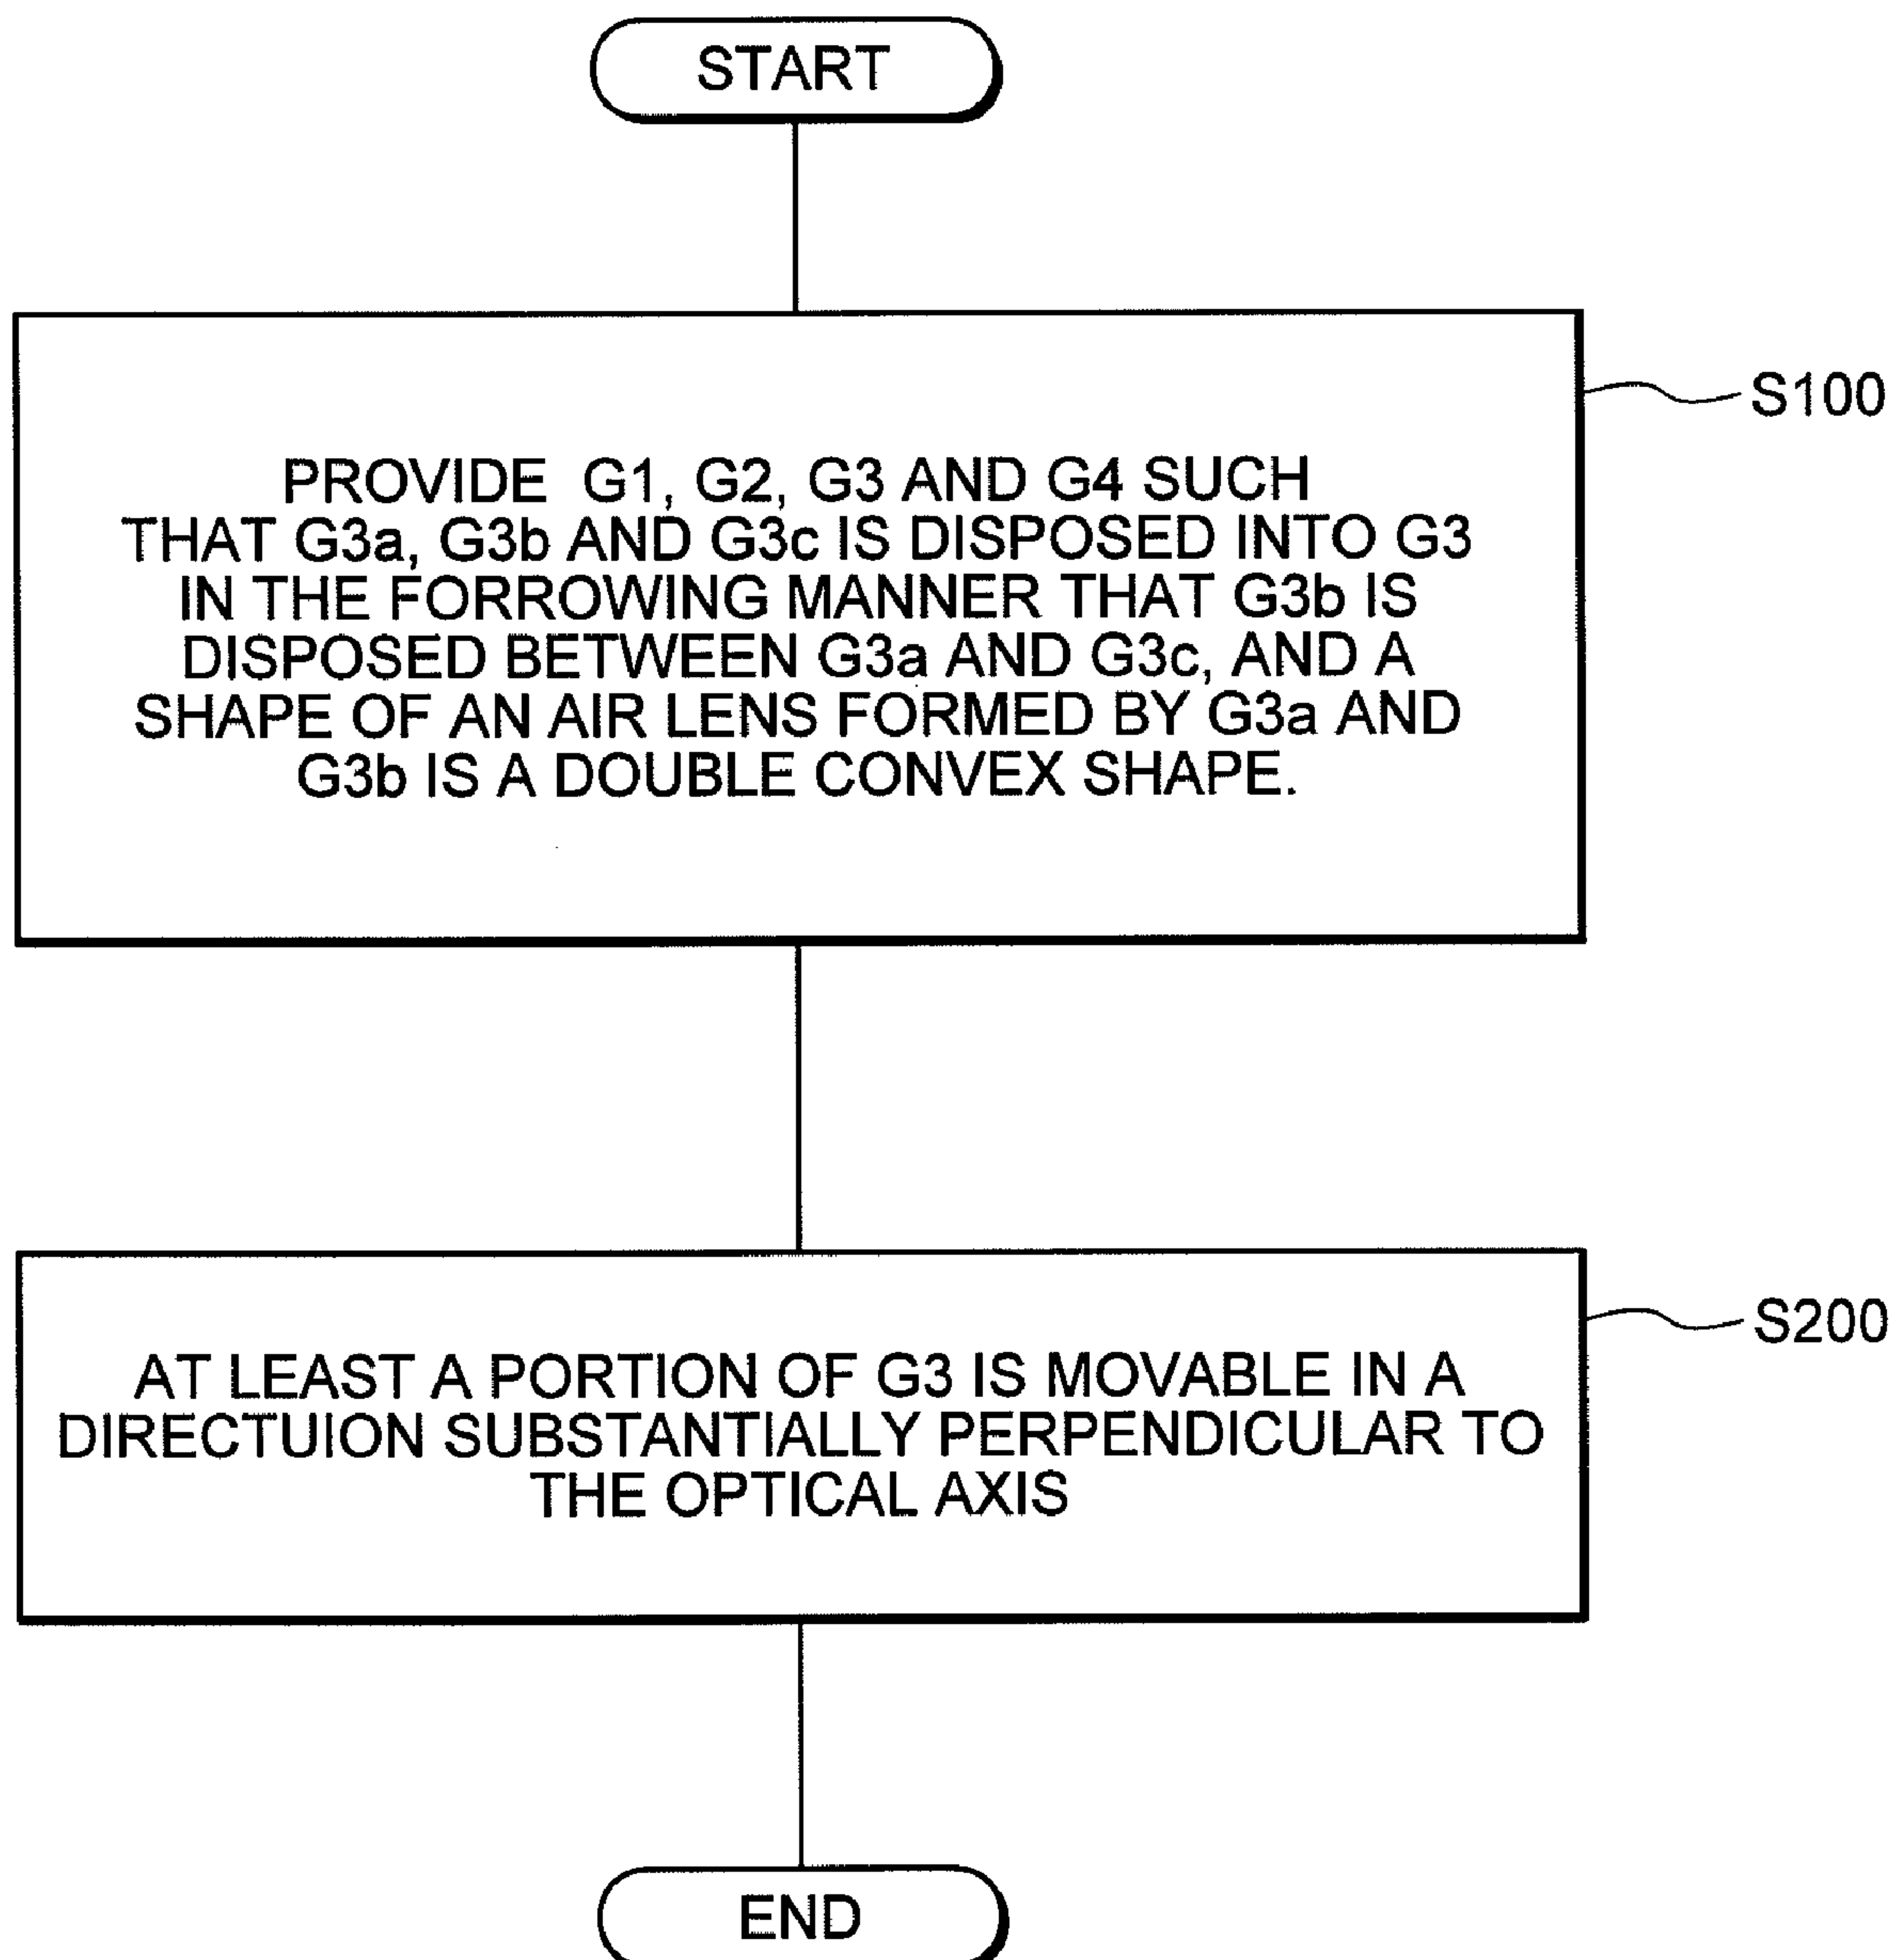 START
S100
PROVIDE G1, G2, G3 AND G4 SUCH
THAT G3a, G3b AND G3c IS DISPOSED INTO G3
IN THE FORROWING MANNER THAT G3b IS
DISPOSED BETWEEN G3a AND G3c, AND A
SHAPE OF AN AIR LENS FORMED BY G3a AND
G3b IS A DOUBLE CONVEX SHAPE.
S200
AT LEAST A PORTION OF G3 IS MOVABLE IN A
DIRECTUION SUBSTANTIALLY PERPENDICULAR TO
THE OPTICAL AXIS
END